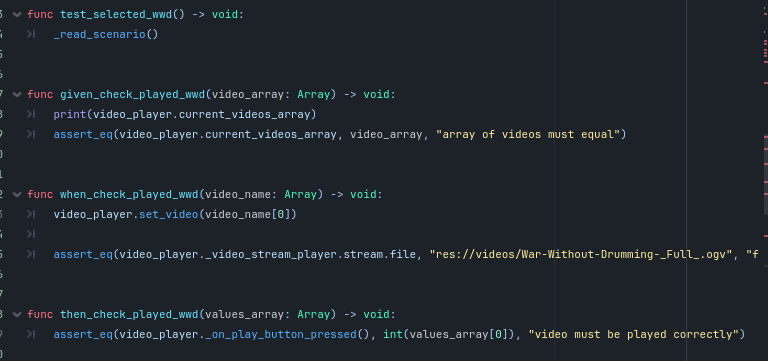 func test_selected_wwd() -> void:
_read_scenario()
func given_check_played_wwd(video_array: Array) -> void:
print(video_player.current_videos_array)
assert_eq(video_player.current_videos_array, video_array, "array of videos must equal")
func when_check_played_wwd(video_name: Array) -> void:
video_player.set_video(video_name[0])
assert_eq(video_player._video_stream_player.stream.file, "res://videos/War-Without-Drumming-_Full_.ogv", "f
func then_check_played_wwd(values_array: Array) -> void:
assert_eq(video_player._on_play_button_pressed(), int(values_array[0]), "video must be played correctly")